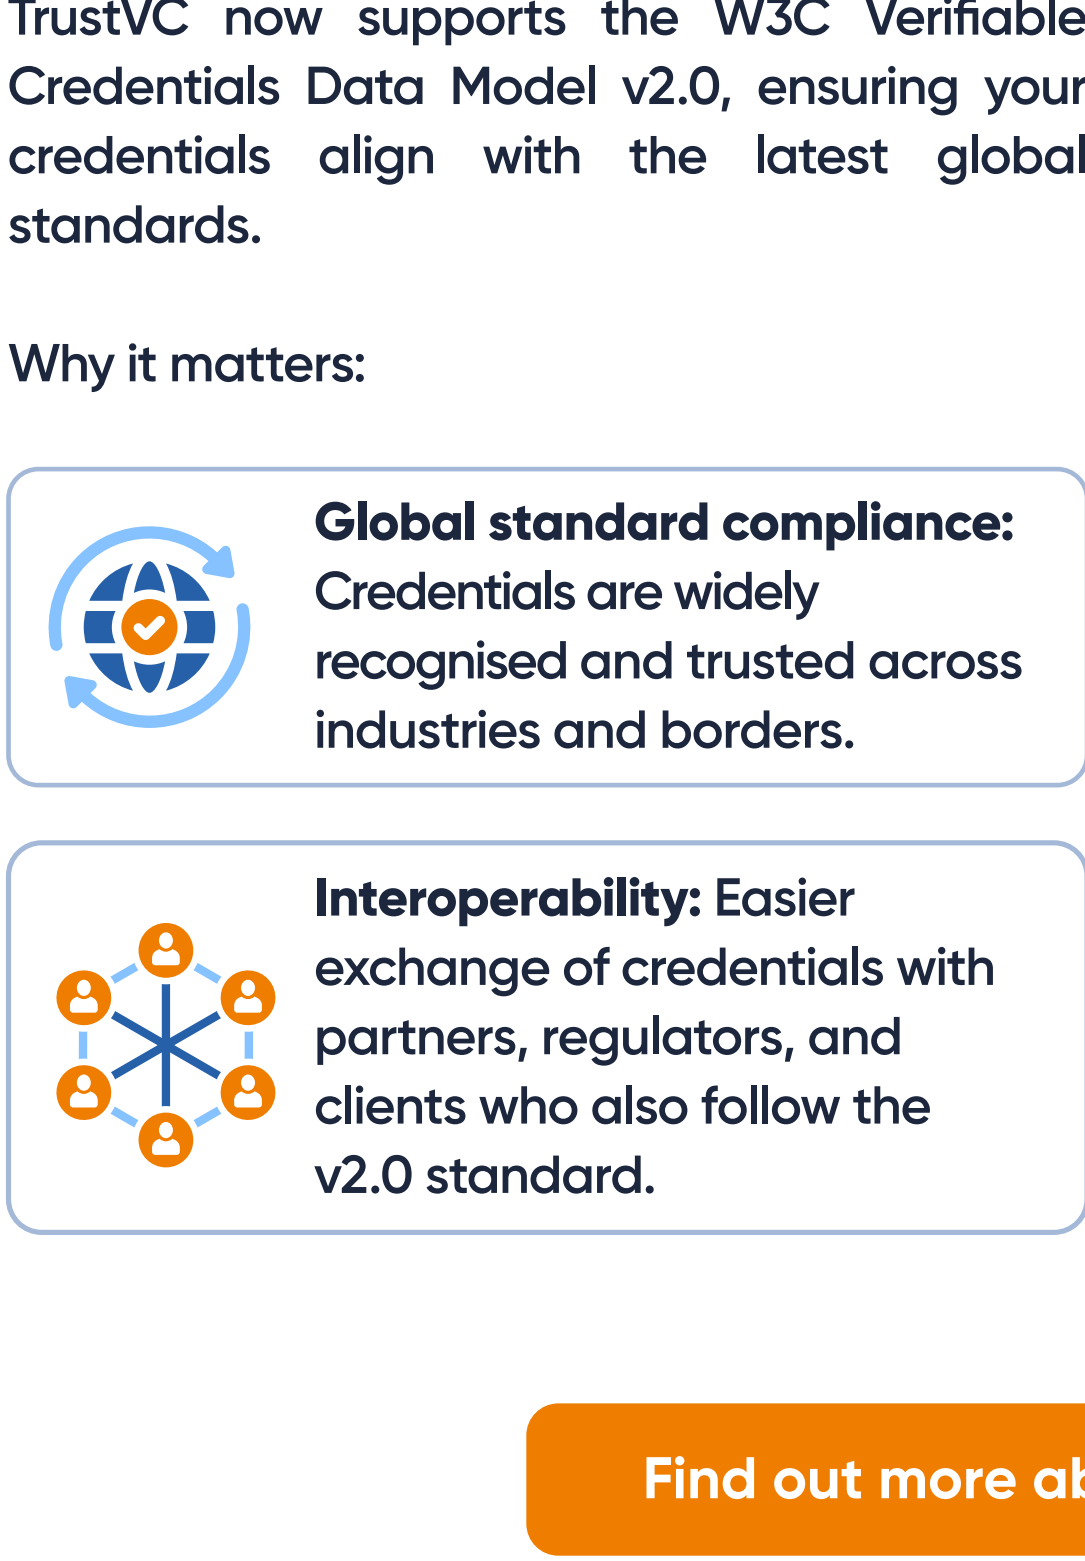 TrustVC now supports the W3C Verifiable
Credentials Data Model v2.0, ensuring your
credentials align with the latest global
standards.
Why it matters:
Global standard compliance:
Credentials are widely
recognised and trusted across
industries and borders.
Interoperability: Easier
exchange of credentials with
partners, regulators, and
clients who also follow the
v2.0 standard.
Find out more